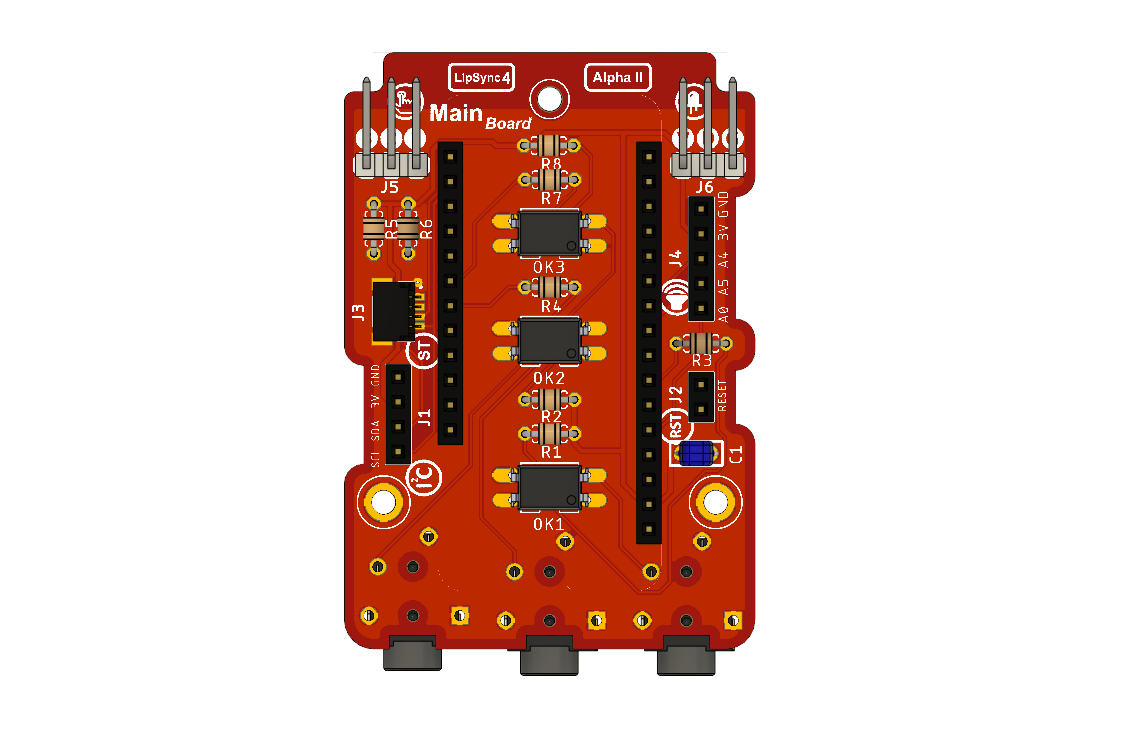 LipSync4
Alpha II
Main
Board
R8
J5
J6
R7
R5
R6
OK3
J4
GND
3V
A4
A5
A0
R4
J3
ST
R3
OK2
GND
3V
SDA
SCL
J1
J2
RESET
R2
RST
R1
C1
I²C
OK1